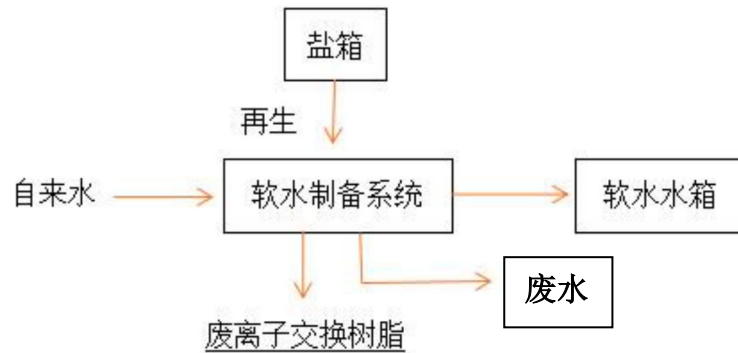 盐箱
再生
自来水
软水制备系统
软水水箱
废水
废离子交换树脂